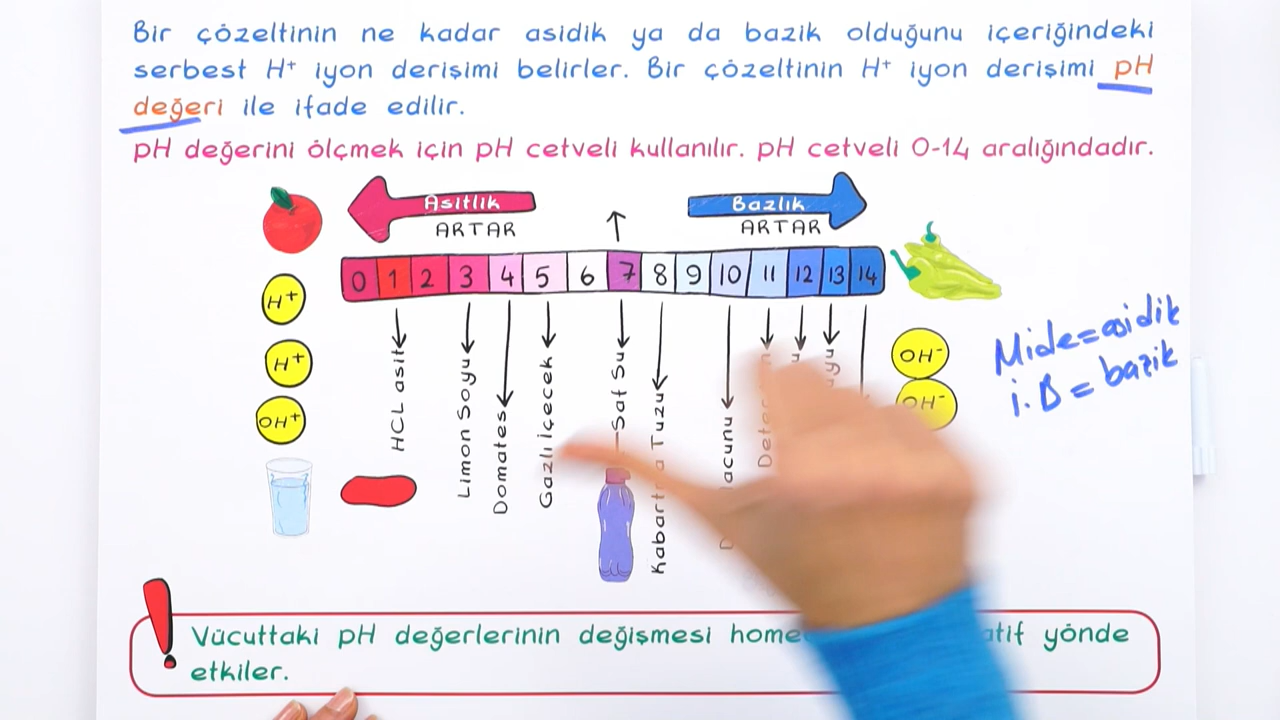 Bir çözeltinin ne kadar asidik ya da bazik olduğunu içeriğindeki
serbest H⁺ iyon derişimi belirler. Bir çözeltinin H⁺ iyon derişimi pH
değeri ile ifade edilir.
pH değerini ölçmek için pH cetveli kullanılır. pH cetveli 0-14 aralığındadır.
Asitlik
ARTAR
Bazlık
ARTAR
0 1 2 3 4 5 6 7 8 9 10 11 12 13 14
H⁺
H⁺
OH⁺
HCL asit
Limon Soyu
Domates
Gazlı İçecek
Saf Su
Kabartma Tuzu
OH⁻
OH⁻
Mide=asidik
i.B = bazik
Vücuttaki pH değerlerinin değişmesi yönde
etkiler.